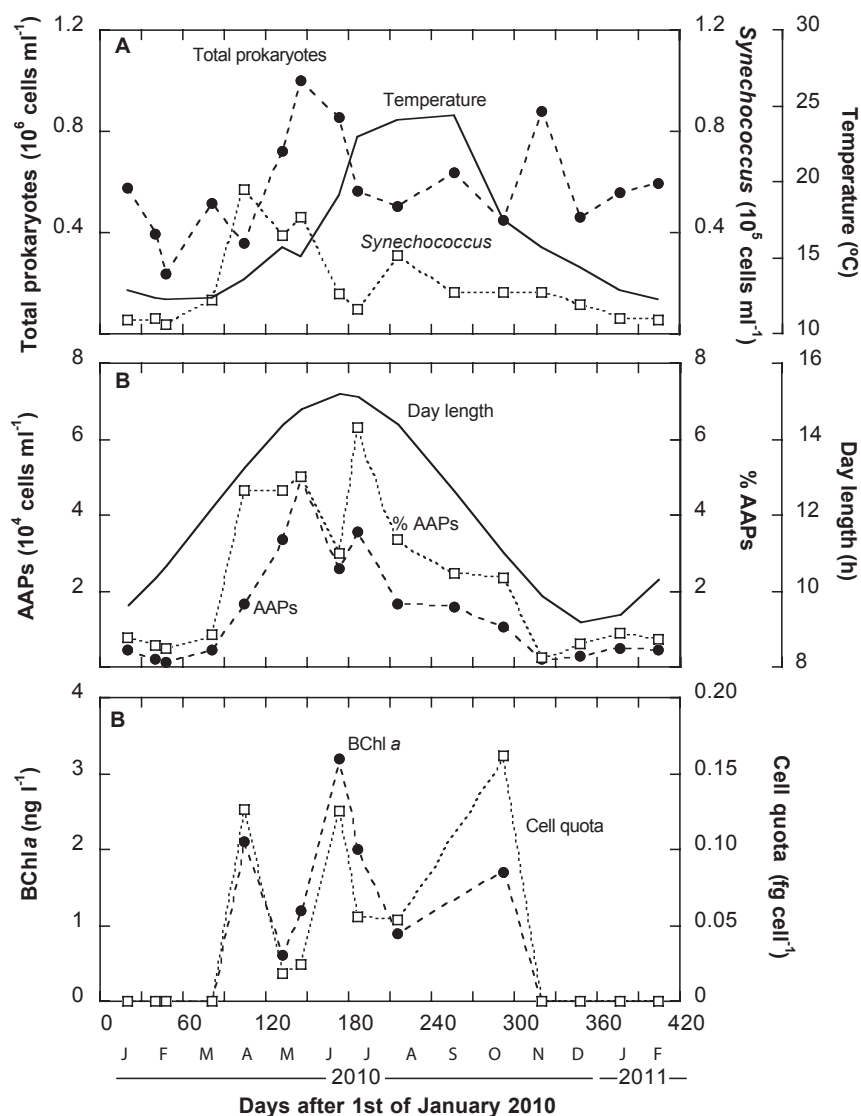 A
Total prokaryotes
Temperature
Synechococcus
1.2
0.8
0.4
Total prokaryotes (10⁶ cells ml⁻¹)
1.2
0.8
0.4
Synechococcus (10⁵ cells ml⁻¹)
30
25
20
15
10
Temperature (ºC)
B
Day length
% AAPs
AAPs
8
6
4
2
AAPs (10⁴ cells ml⁻¹)
8
6
4
2
% AAPs
16
14
12
10
8
Day length (h)
B
BChl a
Cell quota
4
3
2
1
0
BChla (ng l⁻¹)
0.20
0.15
0.10
0.05
0
Cell quota (fg cell⁻¹)
0 60 120 180 240 300 360 420
J F M A M J J A S O N D J F
2010 2011
Days after 1st of January 2010